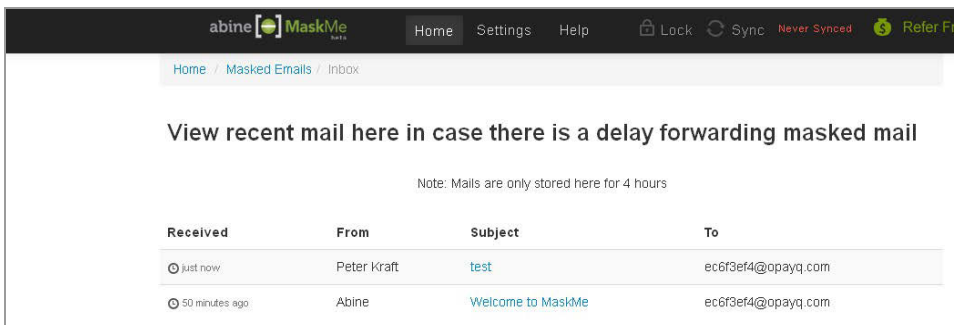 abine MaskMe beta Home Settings Help Lock Sync Never Synced $ Refer Fr
Home / Masked Emails / Inbox
View recent mail here in case there is a delay forwarding masked mail
Note: Mails are only stored here for 4 hours
Received From Subject To
just now Peter Kraft test ec6f3ef4@opayq.com
50 minutes ago Abine Welcome to MaskMe ec6f3ef4@opayq.com